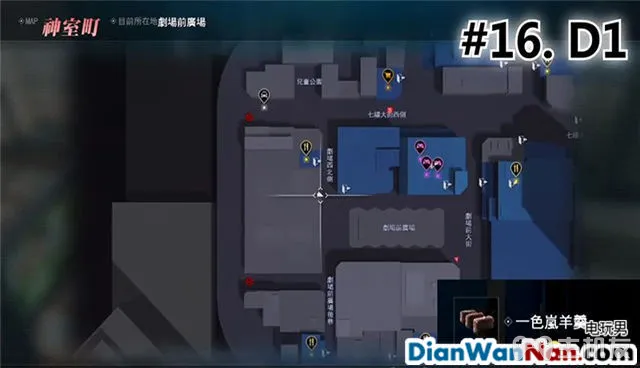 MAP 神室町 目前所在地 劇場前廣場
#16. D1
兒童公園
七福大街西側
七福
劇場西北側
劇場前廣場
劇場前大街
劇場前廣場後巷
一色嵐羊羹
电玩男
DianWanNan.com